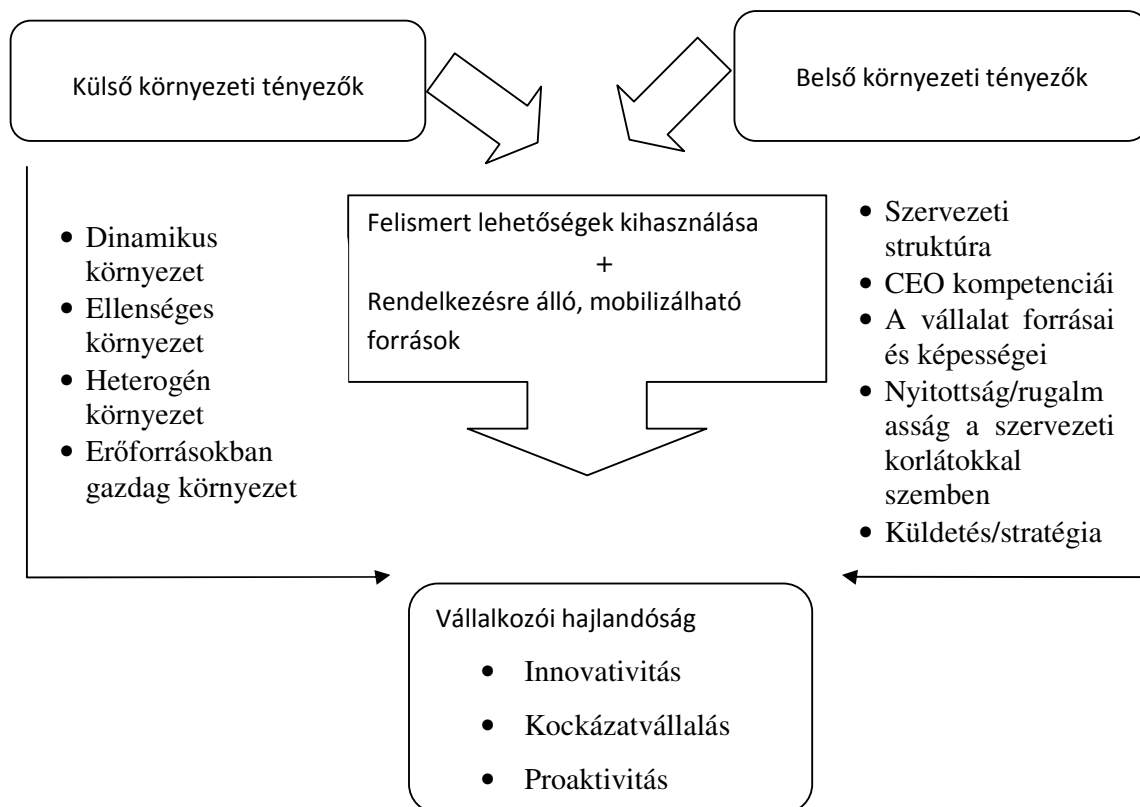 Külső környezeti tényezők
Belső környezeti tényezők
Felismert lehetőségek kihasználása
+
Rendelkezésre álló, mobilizálható
források
• Dinamikus
környezet
• Ellenséges
környezet
• Heterogén
környezet
• Erőforrásokban
gazdag környezet
• Szervezeti
struktúra
• CEO kompetenciái
• A vállalat forrásai
és képességei
• Nyitottság/rugalm
asság a szervezeti
korlátokkal
szemben
• Küldetés/stratégia
Vállalkozói hajlandóság
• Innovativitás
• Kockázatvállalás
• Proaktivitás